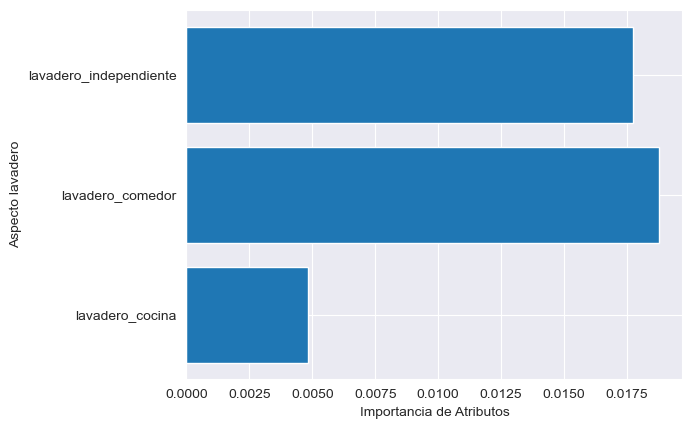 Aspecto lavadero
lavadero_independiente
lavadero_comedor
lavadero_cocina
0.0000 0.0025 0.0050 0.0075 0.0100 0.0125 0.0150 0.0175
Importancia de Atributos